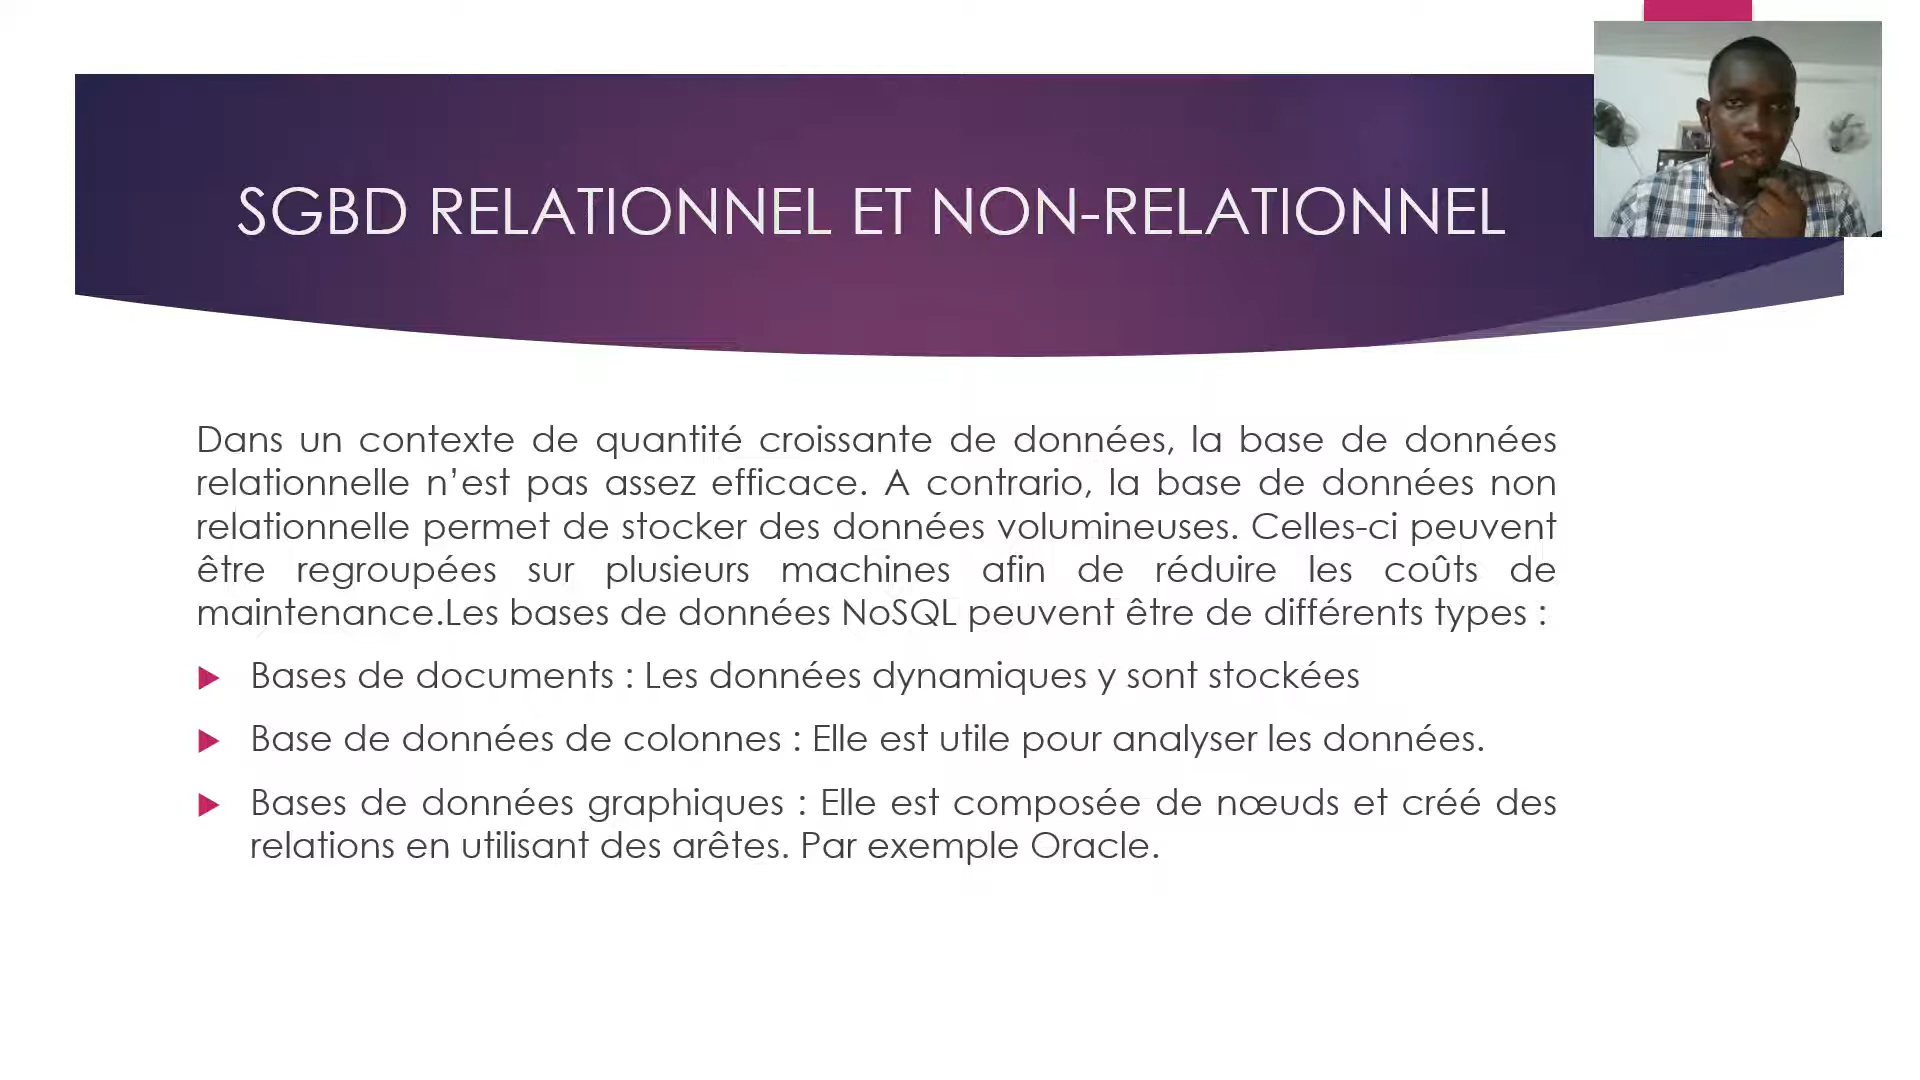 SGBD RELATIONNEL ET NON-RELATIONNEL
Dans un contexte de quantité croissante de données, la base de données
relationnelle n’est pas assez efficace. A contrario, la base de données non
relationnelle permet de stocker des données volumineuses. Celles-ci peuvent
être regroupées sur plusieurs machines afin de réduire les coûts de
maintenance.Les bases de données NoSQL peuvent être de différents types :
Bases de documents : Les données dynamiques y sont stockées
Base de données de colonnes : Elle est utile pour analyser les données.
Bases de données graphiques : Elle est composée de nœuds et créé des
relations en utilisant des arêtes. Par exemple Oracle.